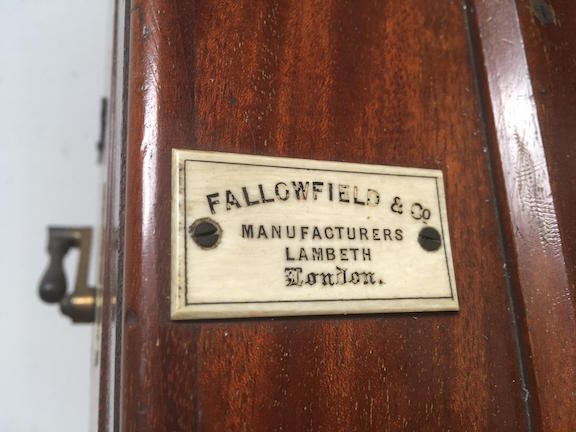 FALLOWFIELD & Co
MANUFACTURERS
LAMBETH
London.